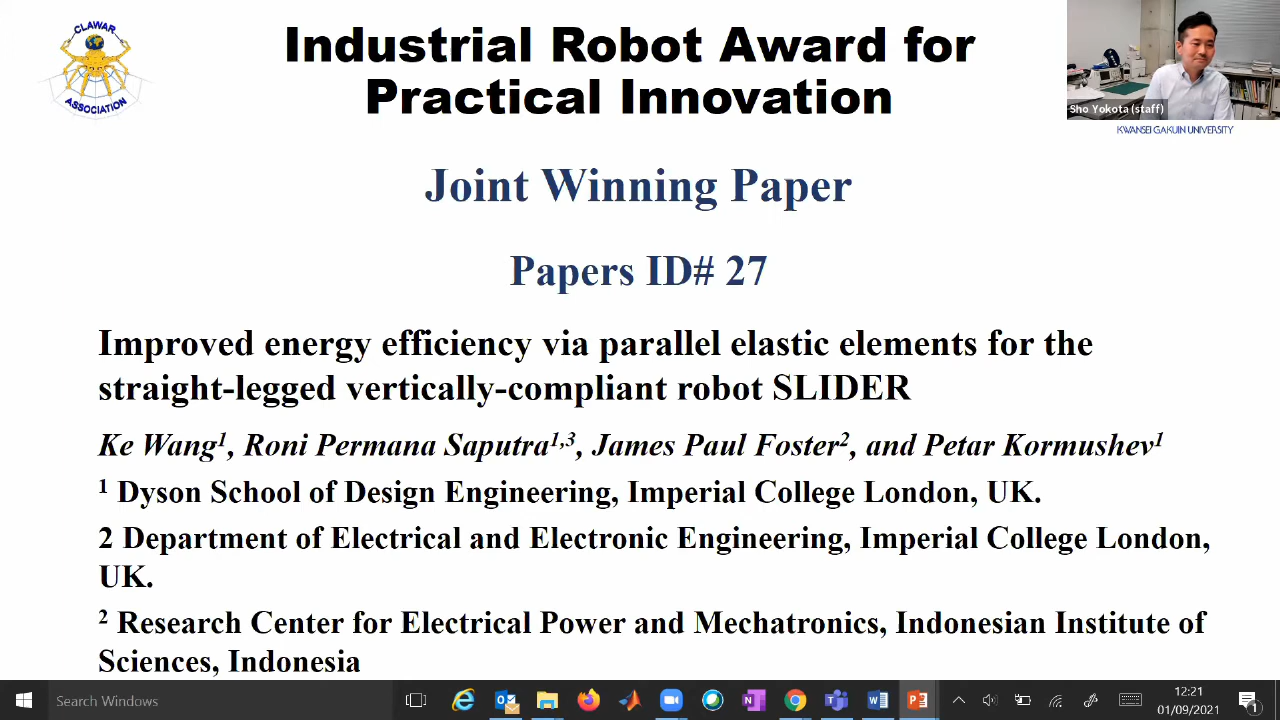 CLAWAR
ASSOCIATION
Industrial Robot Award for
Practical Innovation
Sho Yokota (staff)
KWANSEI GAKUIN UNIVERSITY
Joint Winning Paper
Papers ID# 27
Improved energy efficiency via parallel elastic elements for the
straight-legged vertically-compliant robot SLIDER
Ke Wang¹, Roni Permana Saputra¹,³, James Paul Foster², and Petar Kormushev¹
¹ Dyson School of Design Engineering, Imperial College London, UK.
2 Department of Electrical and Electronic Engineering, Imperial College London,
UK.
² Research Center for Electrical Power and Mechatronics, Indonesian Institute of
Sciences, Indonesia
Search Windows
12:21
01/09/2021
1